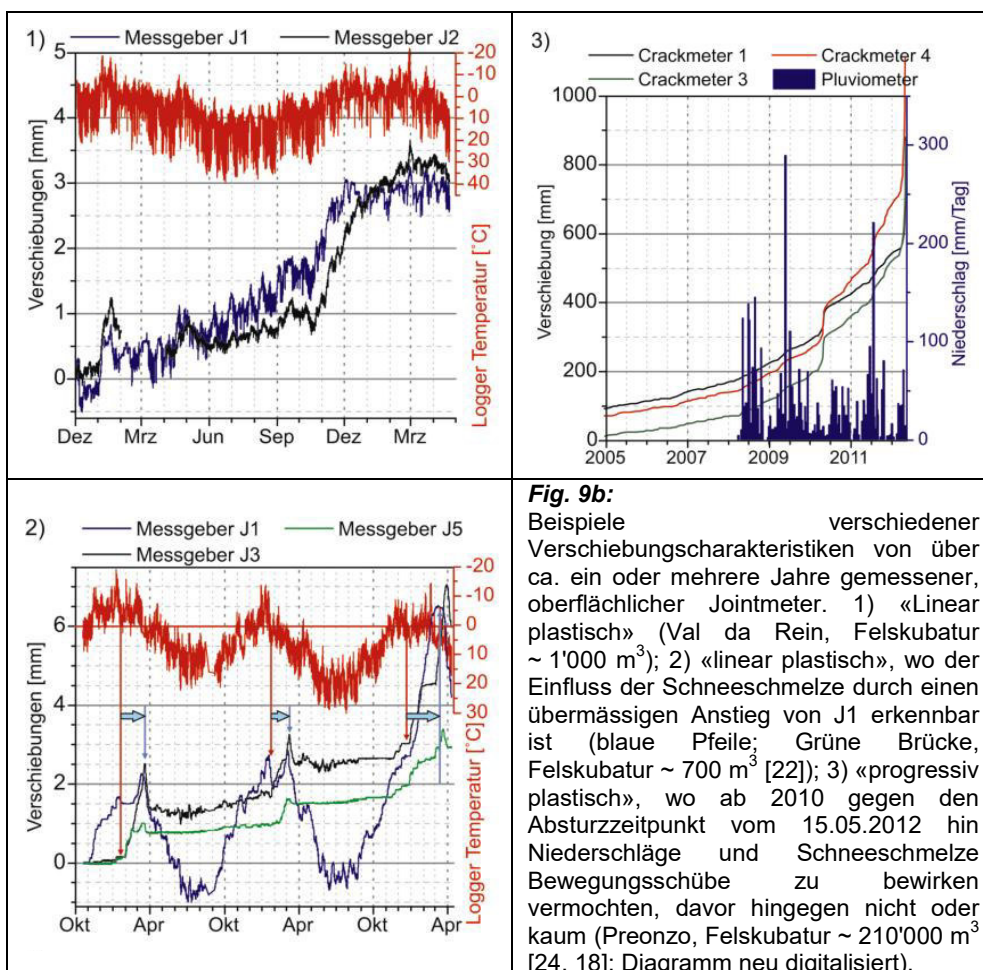 1)
Messgeber J1
Messgeber J2
Verschiebungen [mm]
5
4
3
2
1
0
-20
-10
0
10
20
30
40
Logger Temperatur [°C]
Dez Mrz Jun Sep Dez Mrz
3)
Crackmeter 1
Crackmeter 4
Crackmeter 3
Pluviometer
Verschiebung [mm]
1000
800
600
400
200
0
300
200
100
0
Niederschlag [mm/Tag]
2005 2007 2009 2011
2)
Messgeber J1
Messgeber J5
Messgeber J3
Verschiebungen [mm]
6
4
2
0
-20
-10
0
10
20
30
Logger Temperatur [°C]
Okt Apr Okt Apr Okt Apr
Fig. 9b:
Beispiele verschiedener
Verschiebungscharakteristiken von über
ca. ein oder mehrere Jahre gemessener,
oberflächlicher Jointmeter. 1) «Linear
plastisch» (Val da Rein, Felskubatur
~ 1'000 m³); 2) «linear plastisch», wo der
Einfluss der Schneeschmelze durch einen
übermässigen Anstieg von J1 erkennbar
ist (blaue Pfeile; Grüne Brücke,
Felskubatur ~ 700 m³ [22]); 3) «progressiv
plastisch», wo ab 2010 gegen den
Absturzzeitpunkt vom 15.05.2012 hin
Niederschläge und Schneeschmelze
Bewegungsschübe zu bewirken
vermochten, davor hingegen nicht oder
kaum (Preonzo, Felskubatur ~ 210'000 m³
[24, 18]; Diagramm neu digitalisiert).